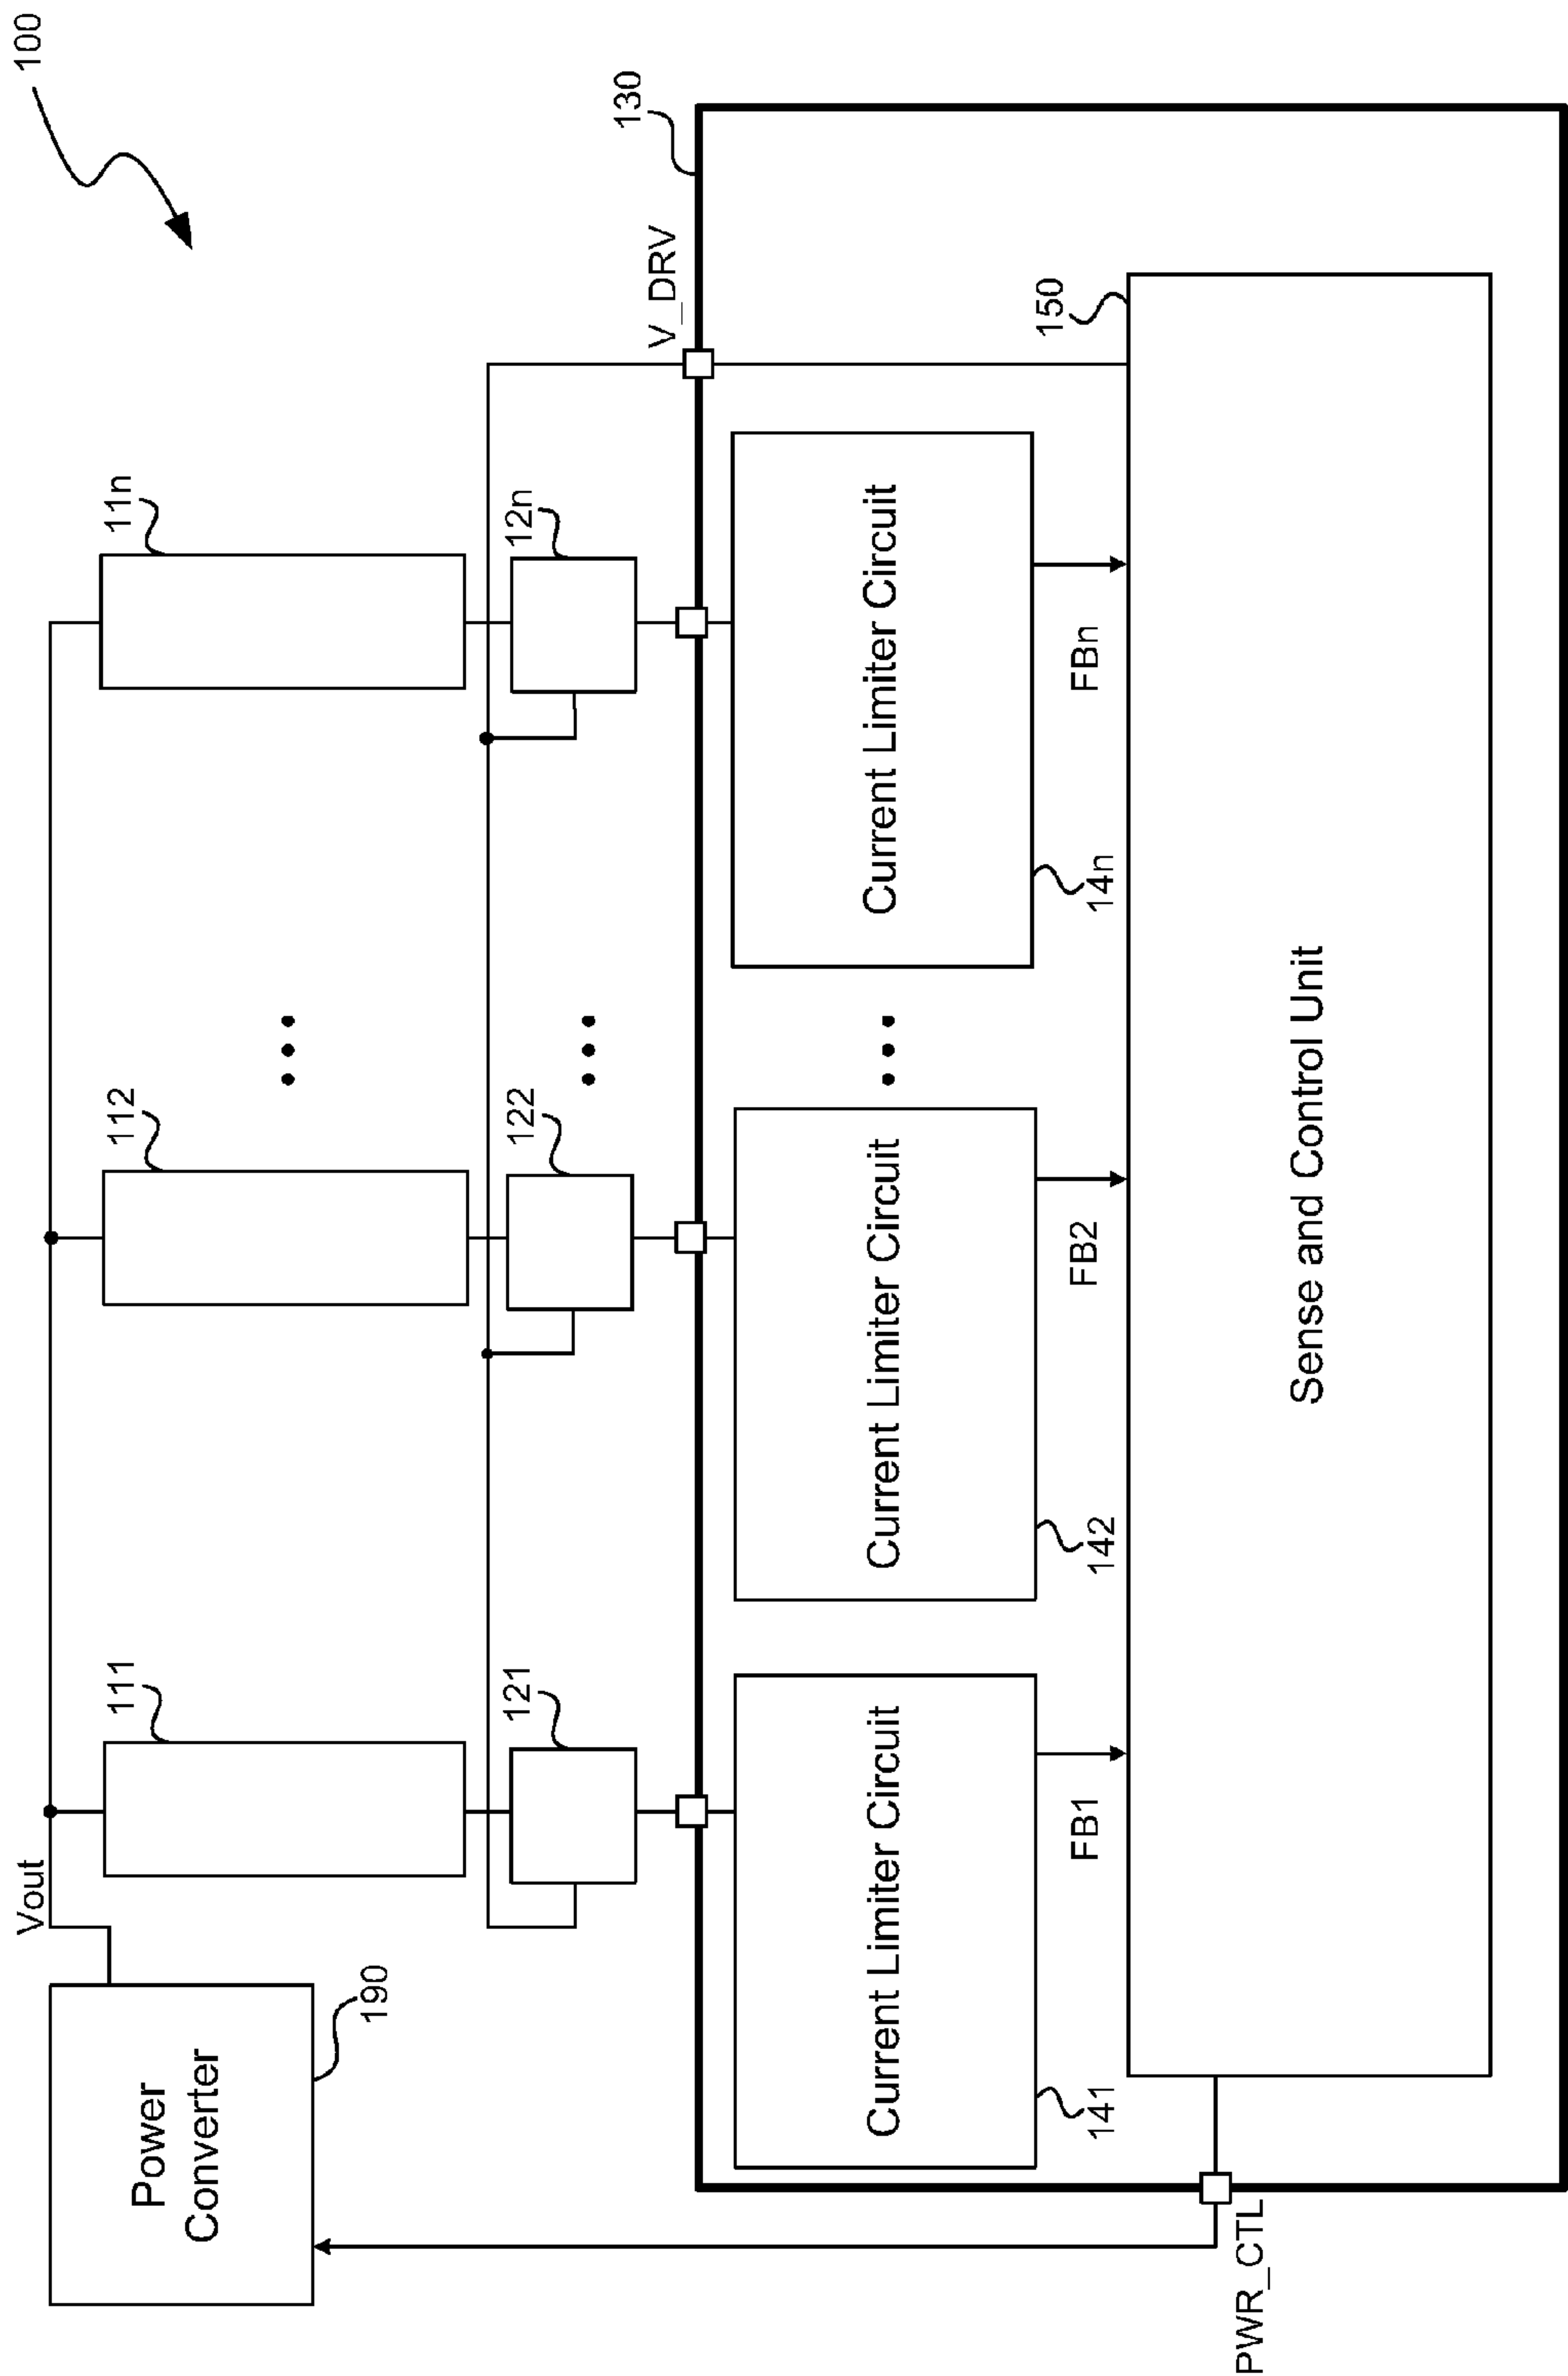 100
Vout
111
112
11n
Power
Converter
190
121
122
12n
V_DRV
130
Current Limiter Circuit
Current Limiter Circuit
Current Limiter Circuit
141
FB1
142
FB2
14n
FBn
150
PWR_CTL
Sense and Control Unit